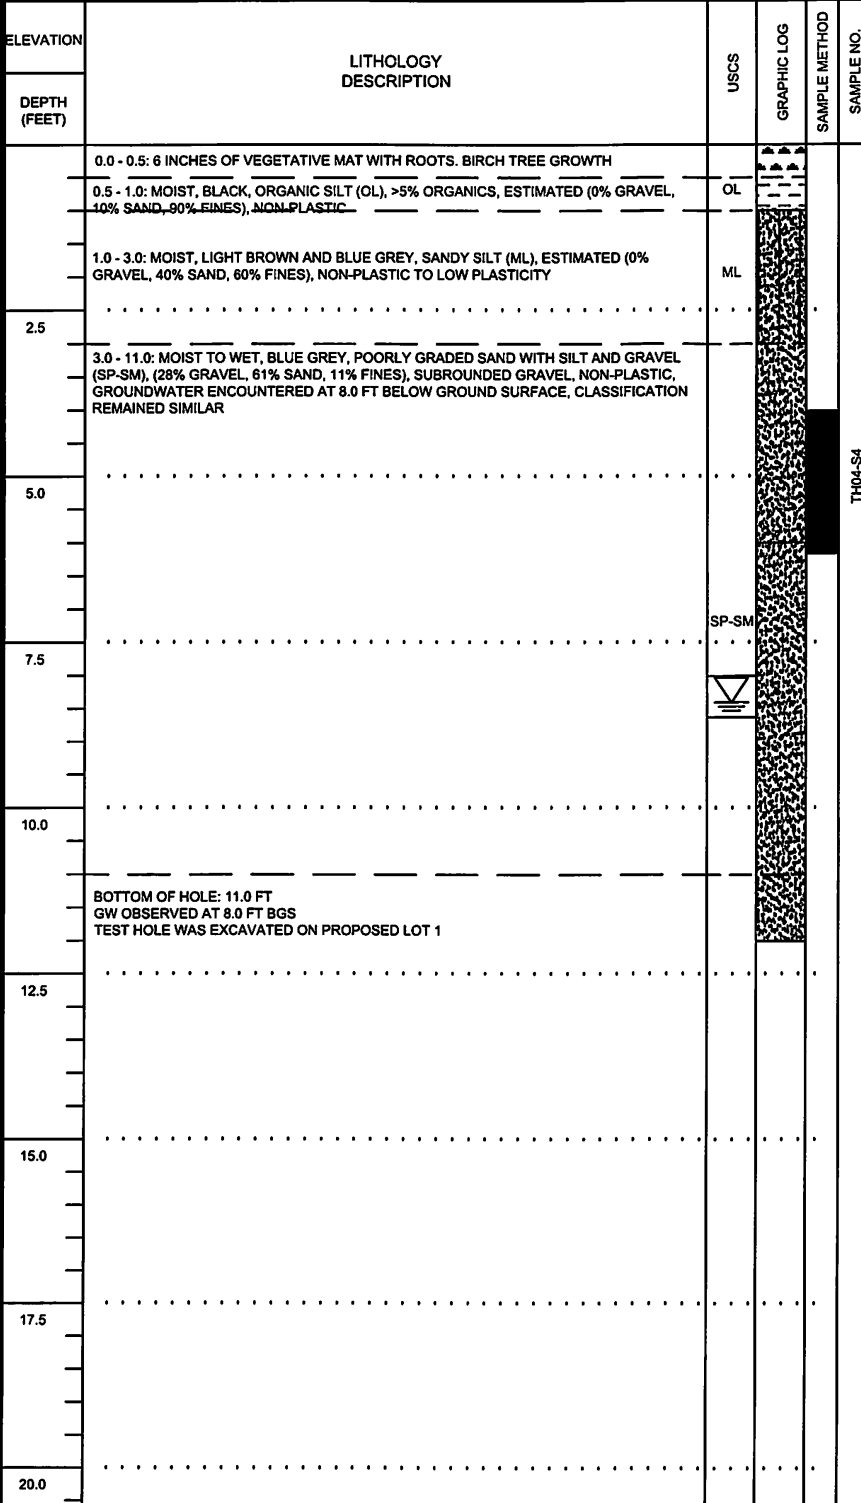 ELEVATION
DEPTH
(FEET)
LITHOLOGY
DESCRIPTION
USCS
GRAPHIC LOG
SAMPLE METHOD
SAMPLE NO.
0.0 - 0.5: 6 INCHES OF VEGETATIVE MAT WITH ROOTS. BIRCH TREE GROWTH
0.5 - 1.0: MOIST, BLACK, ORGANIC SILT (OL), >5% ORGANICS, ESTIMATED (0% GRAVEL,
10% SAND, 90% FINES), NON-PLASTIC
OL
1.0 - 3.0: MOIST, LIGHT BROWN AND BLUE GREY, SANDY SILT (ML), ESTIMATED (0%
GRAVEL, 40% SAND, 60% FINES), NON-PLASTIC TO LOW PLASTICITY
ML
2.5
3.0 - 11.0: MOIST TO WET, BLUE GREY, POORLY GRADED SAND WITH SILT AND GRAVEL
(SP-SM), (28% GRAVEL, 61% SAND, 11% FINES), SUBROUNDED GRAVEL, NON-PLASTIC,
GROUNDWATER ENCOUNTERED AT 8.0 FT BELOW GROUND SURFACE, CLASSIFICATION
REMAINED SIMILAR
TH04-S4
5.0
SP-SM
7.5
10.0
BOTTOM OF HOLE: 11.0 FT
GW OBSERVED AT 8.0 FT BGS
TEST HOLE WAS EXCAVATED ON PROPOSED LOT 1
12.5
15.0
17.5
20.0